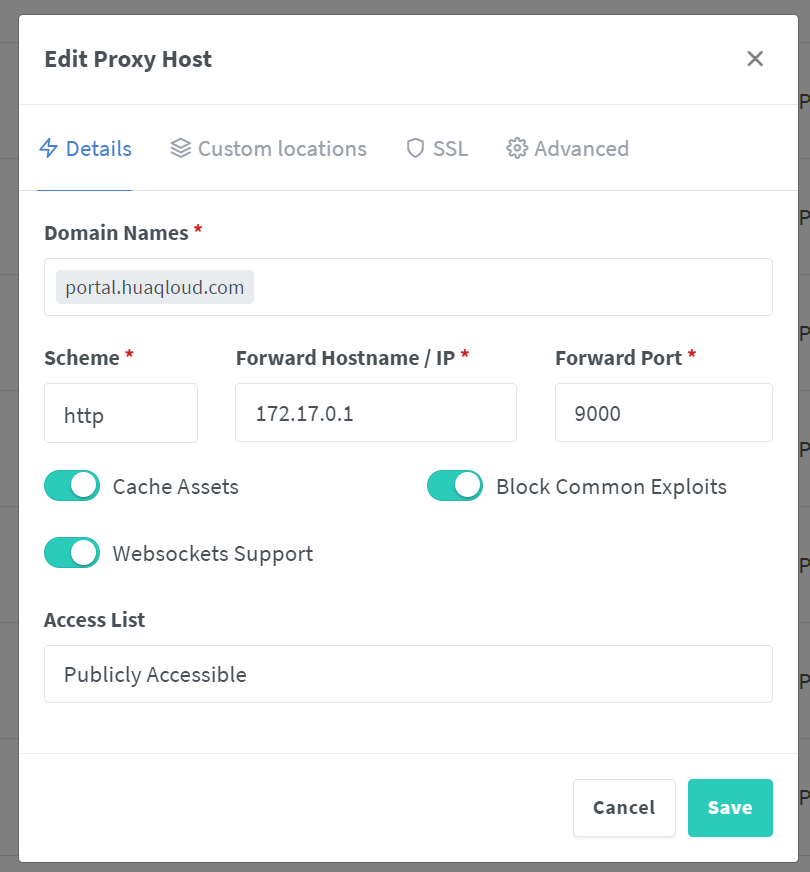 Edit Proxy Host
Details
Custom locations
SSL
Advanced
Domain Names *
portal.huaqloud.com
Scheme *
Forward Hostname / IP *
Forward Port *
http
172.17.0.1
9000
Cache Assets
Block Common Exploits
Websockets Support
Access List
Publicly Accessible
Cancel
Save
P
P
P
P
P
P
P